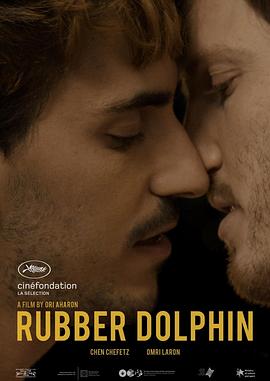 cinéfondation
LA SÉLECTION
A FILM BY ORI AHARON
RUBBER DOLPHIN
CHEN CHEFETZ OMRI LARON